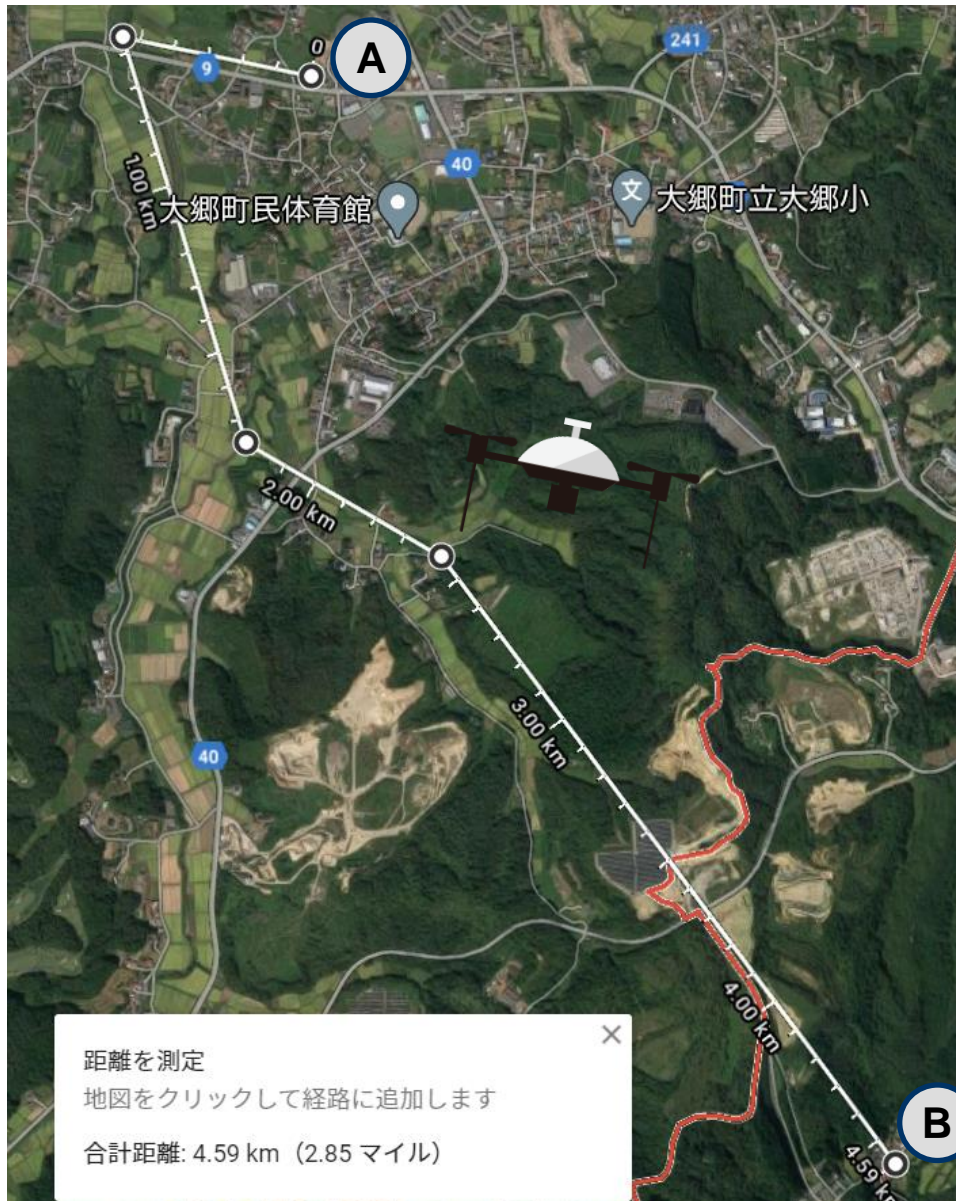 0
A
9
241
40
1.00 km
大郷町民体育館
文
大郷町立大郷小
2.00 km
3.00 km
40
4.00 km
距離を測定
地図をクリックして経路に追加します
合計距離: 4.59 km（2.85 マイル）
B
4.59 km